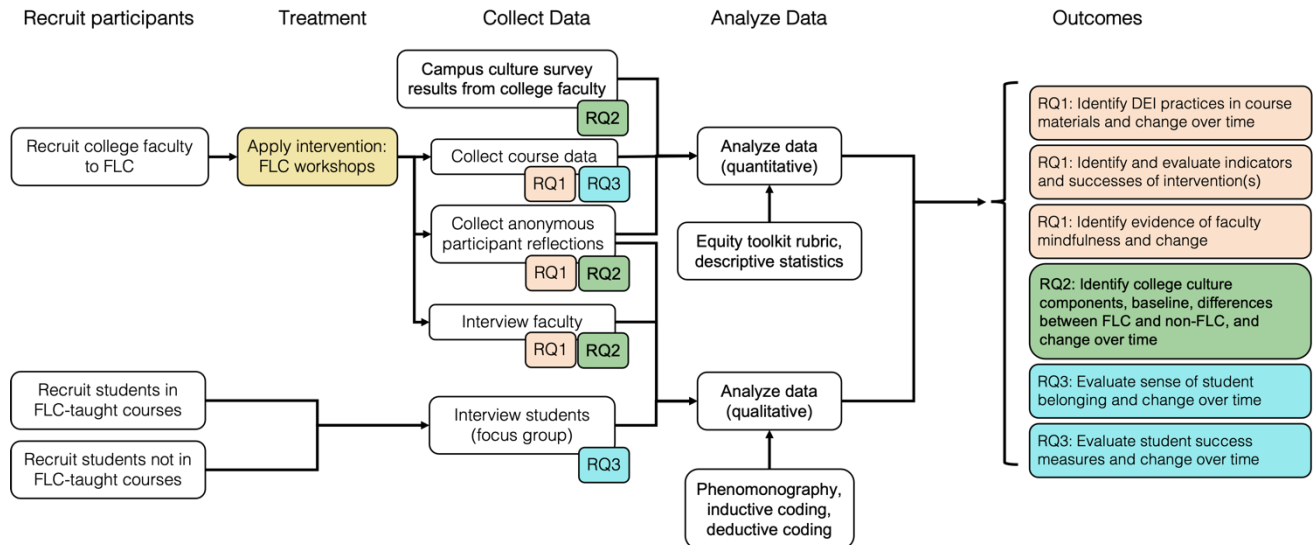 Recruit participants
Treatment
Collect Data
Analyze Data
Outcomes
Recruit college faculty
to FLC
Recruit students in
FLC-taught courses
Recruit students not in
FLC-taught courses
Apply intervention:
FLC workshops
Campus culture survey
results from college faculty
RQ2
Collect course data
RQ1
RQ3
Collect anonymous
participant reflections
RQ1
RQ2
Interview faculty
RQ1
RQ2
Interview students
(focus group)
RQ3
Analyze data
(quantitative)
Equity toolkit rubric,
descriptive statistics
Analyze data
(qualitative)
Phenomonography,
inductive coding,
deductive coding
RQ1: Identify DEI practices in course
materials and change over time
RQ1: Identify and evaluate indicators
and successes of intervention(s)
RQ1: Identify evidence of faculty
mindfulness and change
RQ2: Identify college culture
components, baseline, differences
between FLC and non-FLC, and
change over time
RQ3: Evaluate sense of student
belonging and change over time
RQ3: Evaluate student success
measures and change over time